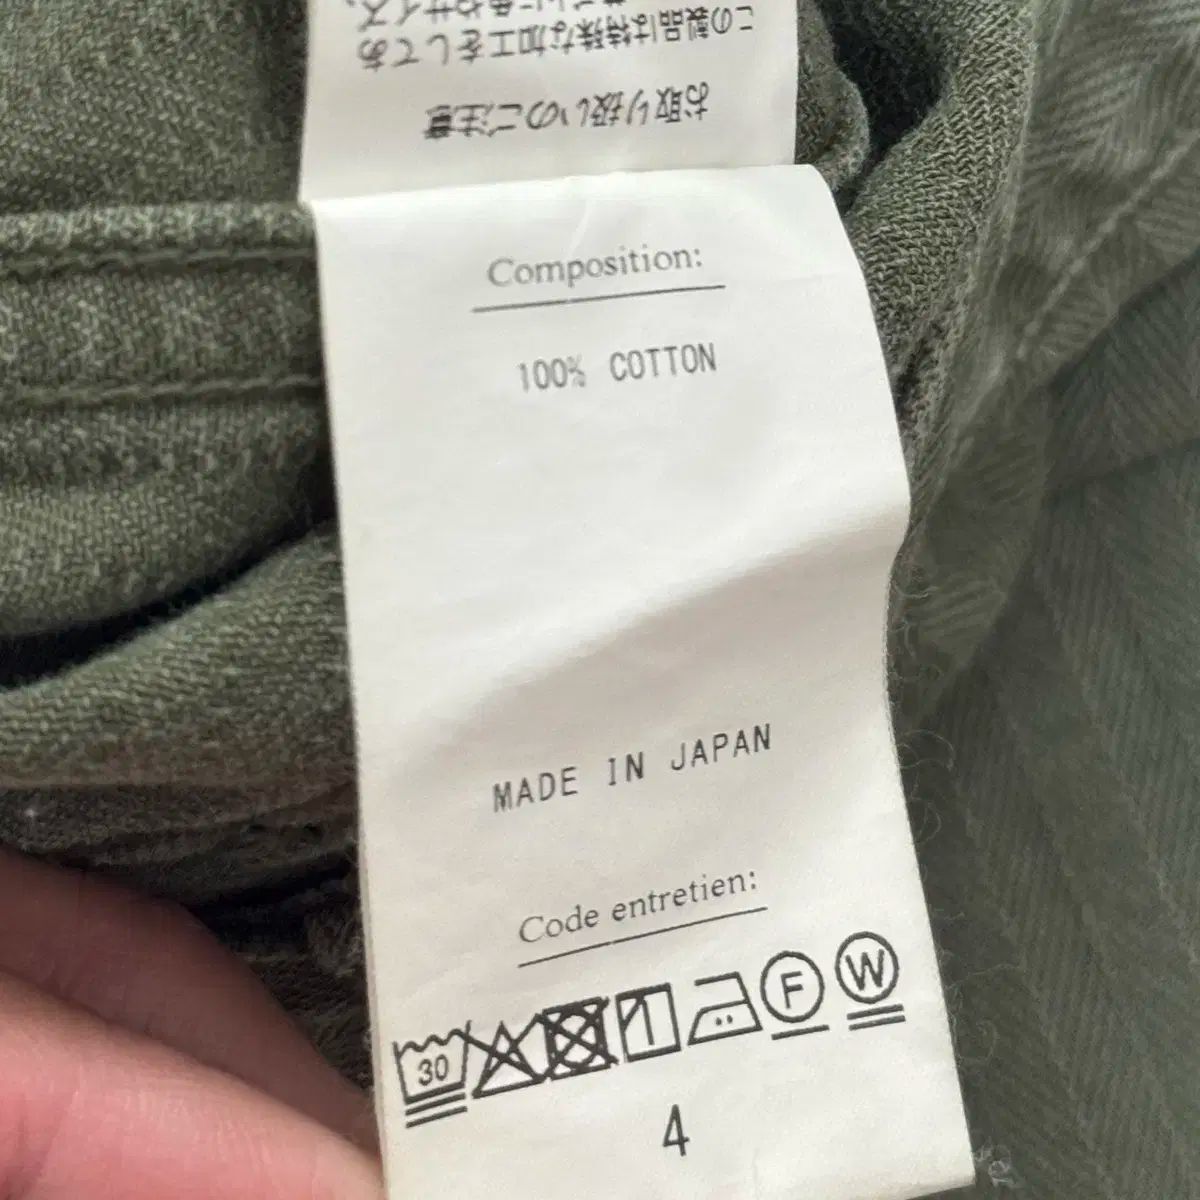 お取り扱いのご注意
この製品は特殊な加工をしてあ
Composition:
100% COTTON
MADE IN JAPAN
Code entretien:
30
F
W
4